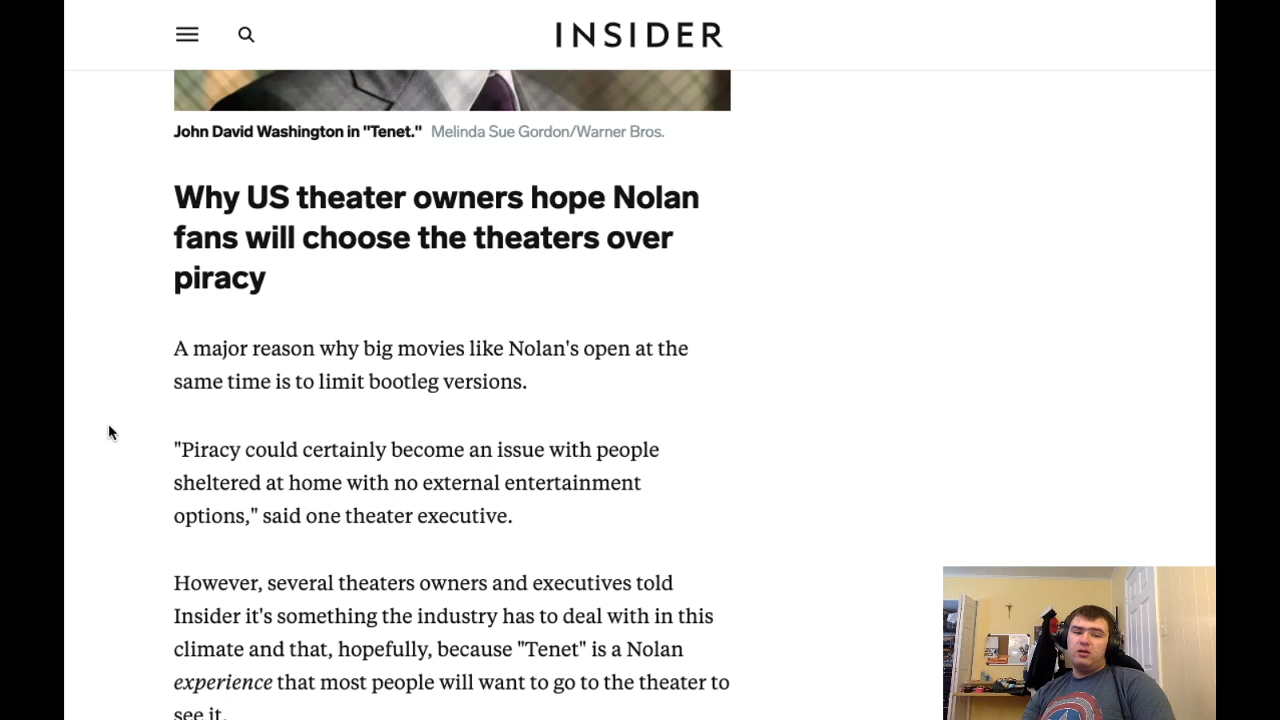 INSIDER
John David Washington in "Tenet." Melinda Sue Gordon/Warner Bros.
Why US theater owners hope Nolan
fans will choose the theaters over
piracy
A major reason why big movies like Nolan's open at the
same time is to limit bootleg versions.
"Piracy could certainly become an issue with people
sheltered at home with no external entertainment
options," said one theater executive.
However, several theaters owners and executives told
Insider it's something the industry has to deal with in this
climate and that, hopefully, because "Tenet" is a Nolan
experience that most people will want to go to the theater to
see it.